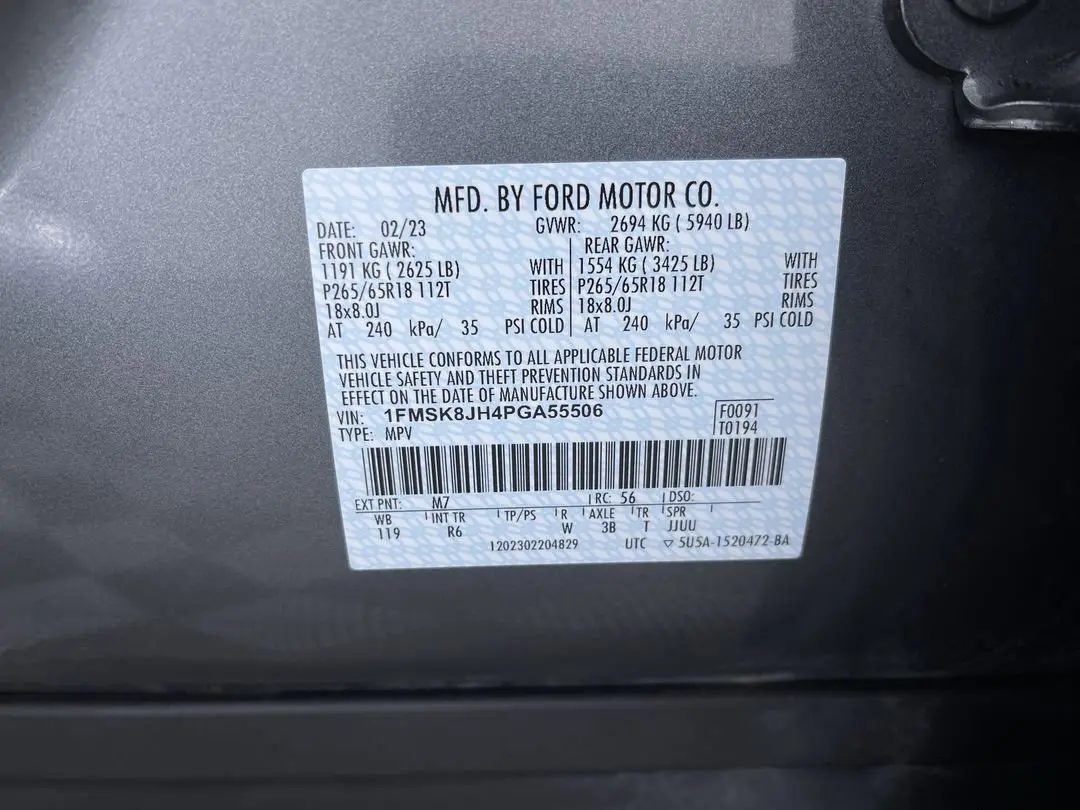 MFD. BY FORD MOTOR CO.
DATE: 02/23 GVWR: 2694 KG ( 5940 LB)
FRONT GAWR: REAR GAWR:
1191 KG ( 2625 LB) WITH 1554 KG ( 3425 LB) WITH
P265/65R18 112T TIRES P265/65R18 112T TIRES
18x8.0J RIMS 18x8.0J RIMS
AT 240 kPa/ 35 PSI COLD AT 240 kPa/ 35 PSI COLD
THIS VEHICLE CONFORMS TO ALL APPLICABLE FEDERAL MOTOR
VEHICLE SAFETY AND THEFT PREVENTION STANDARDS IN
EFFECT ON THE DATE OF MANUFACTURE SHOWN ABOVE.
VIN: 1FMSK8JH4PGA55506 F0091
TYPE: MPV T0194
EXT PNT: M7 RC: 56 DSO:
WB INT TR TP/PS R AXLE TR SPR
119 R6 W 3B T JJUU
1202302204829 UTC ▽ 5U5A-1520472-BA